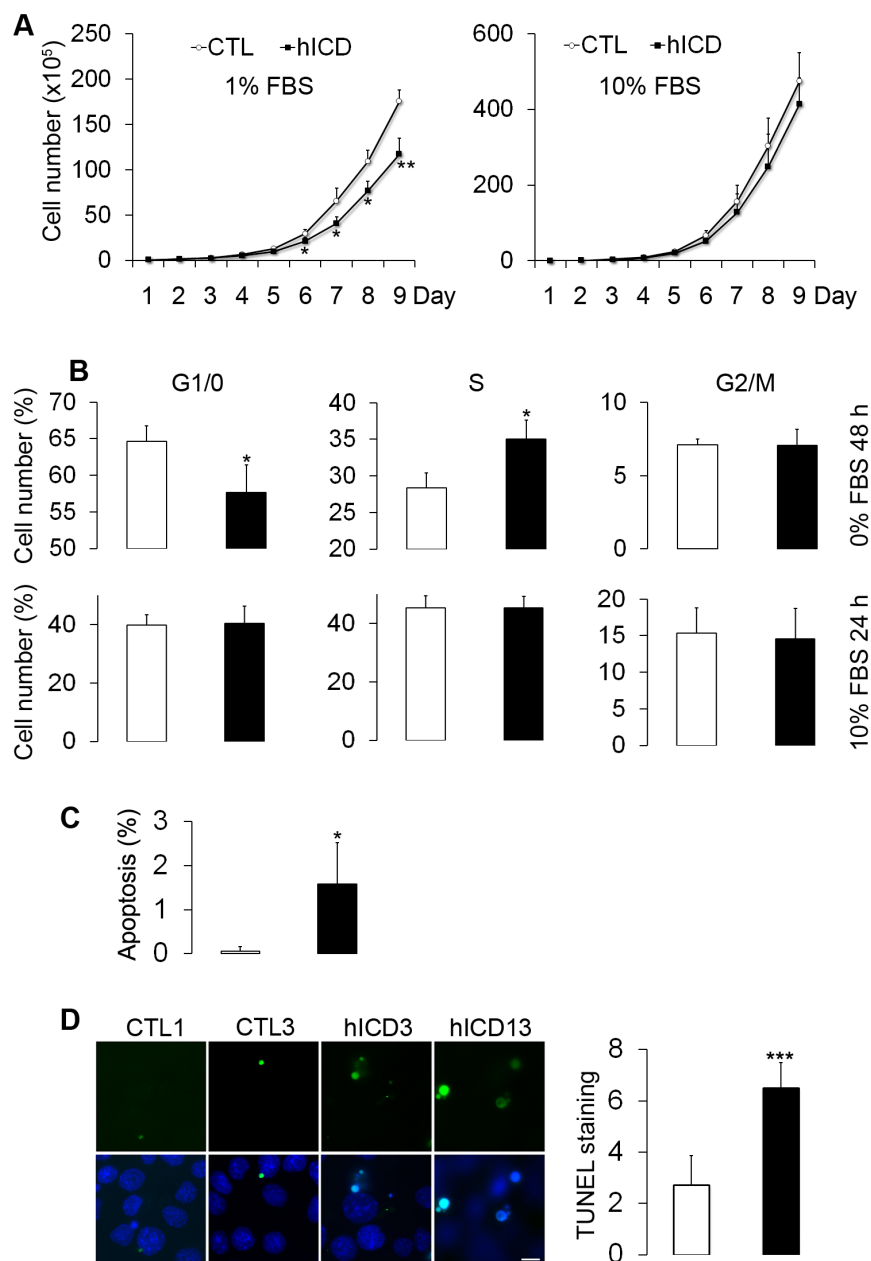 A
CTL hICD
1% FBS
Cell number (x10⁵)
250
200
150
100
50
0
* * * **
1 2 3 4 5 6 7 8 9 Day
CTL hICD
10% FBS
600
400
200
0
1 2 3 4 5 6 7 8 9 Day
B
G1/0 S G2/M
Cell number (%)
70
65
60
55
50
*
40
35
30
25
20
*
10
5
0
0% FBS 48 h
Cell number (%)
40
20
0
40
20
0
20
15
10
5
0
10% FBS 24 h
C
Apoptosis (%)
3
2
1
0
*
D
CTL1 CTL3 hICD3 hICD13
TUNEL staining
8
6
4
2
0
***